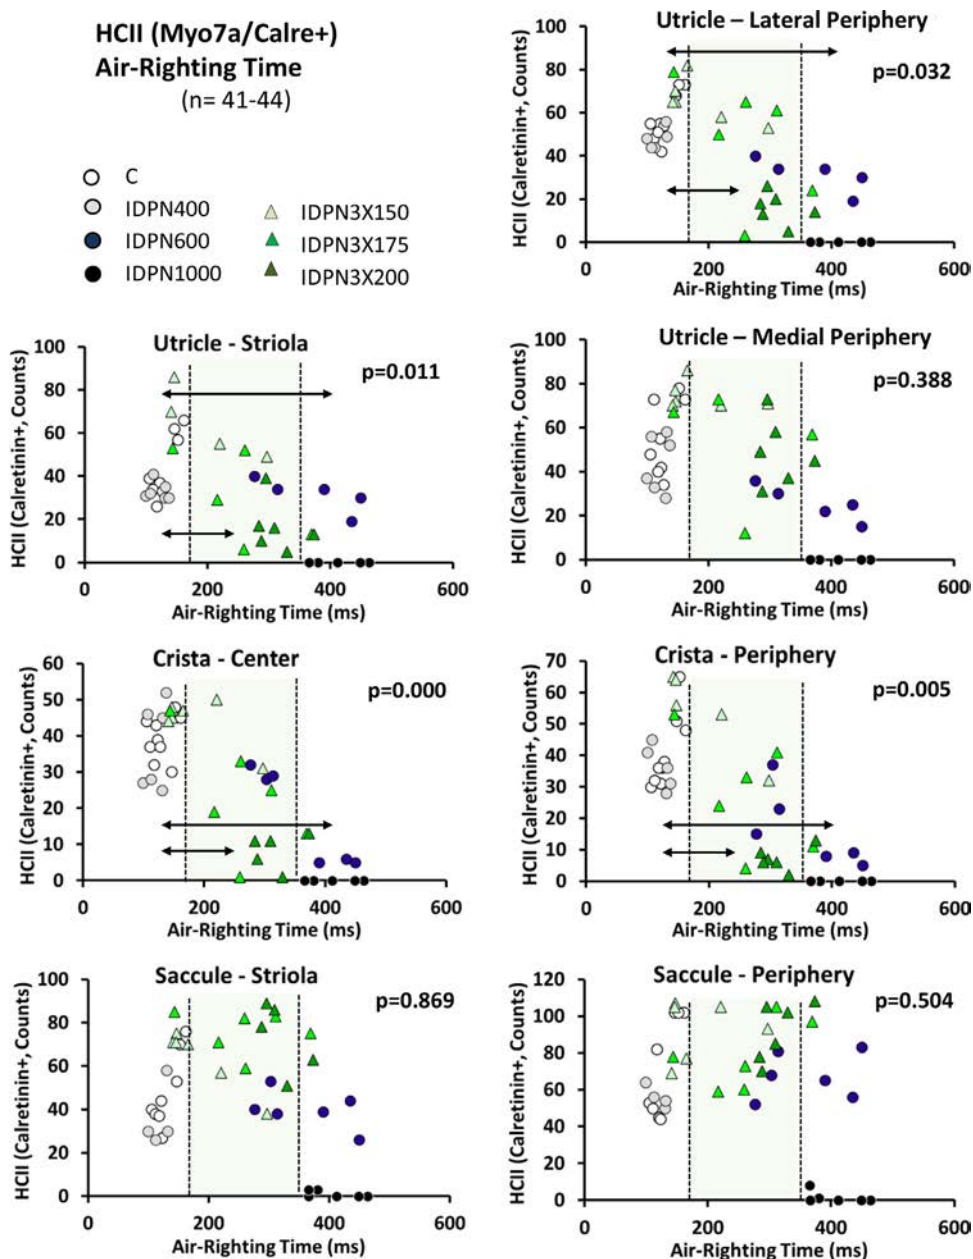 HCII (Myo7a/Calre+)
Air-Righting Time
(n= 41-44)
C
IDPN400
IDPN600
IDPN1000
IDPN3X150
IDPN3X175
IDPN3X200
Utricle – Lateral Periphery
p=0.032
HCII (Calretinin+, Counts)
100
80
60
40
20
0
0 200 400 600
Air-Righting Time (ms)
Utricle - Striola
p=0.011
HCII (Calretinin+, Counts)
100
80
60
40
20
0
0 200 400 600
Air-Righting Time (ms)
Utricle – Medial Periphery
p=0.388
HCII (Calretinin+, Counts)
100
80
60
40
20
0
0 200 400 600
Air-Righting Time (ms)
Crista - Center
p=0.000
HCII (Calretinin+, Counts)
60
50
40
30
20
10
0
0 200 400 600
Air-Righting Time (ms)
Crista - Periphery
p=0.005
HCII (Calretinin+, Counts)
70
60
50
40
30
20
10
0
0 200 400 600
Air-Righting Time (ms)
Saccule - Striola
p=0.869
HCII (Calretinin+, Counts)
100
80
60
40
20
0
0 200 400 600
Air-Righting Time (ms)
Saccule - Periphery
p=0.504
HCII (Calretinin+, Counts)
120
100
80
60
40
20
0
0 200 400 600
Air-Righting Time (ms)